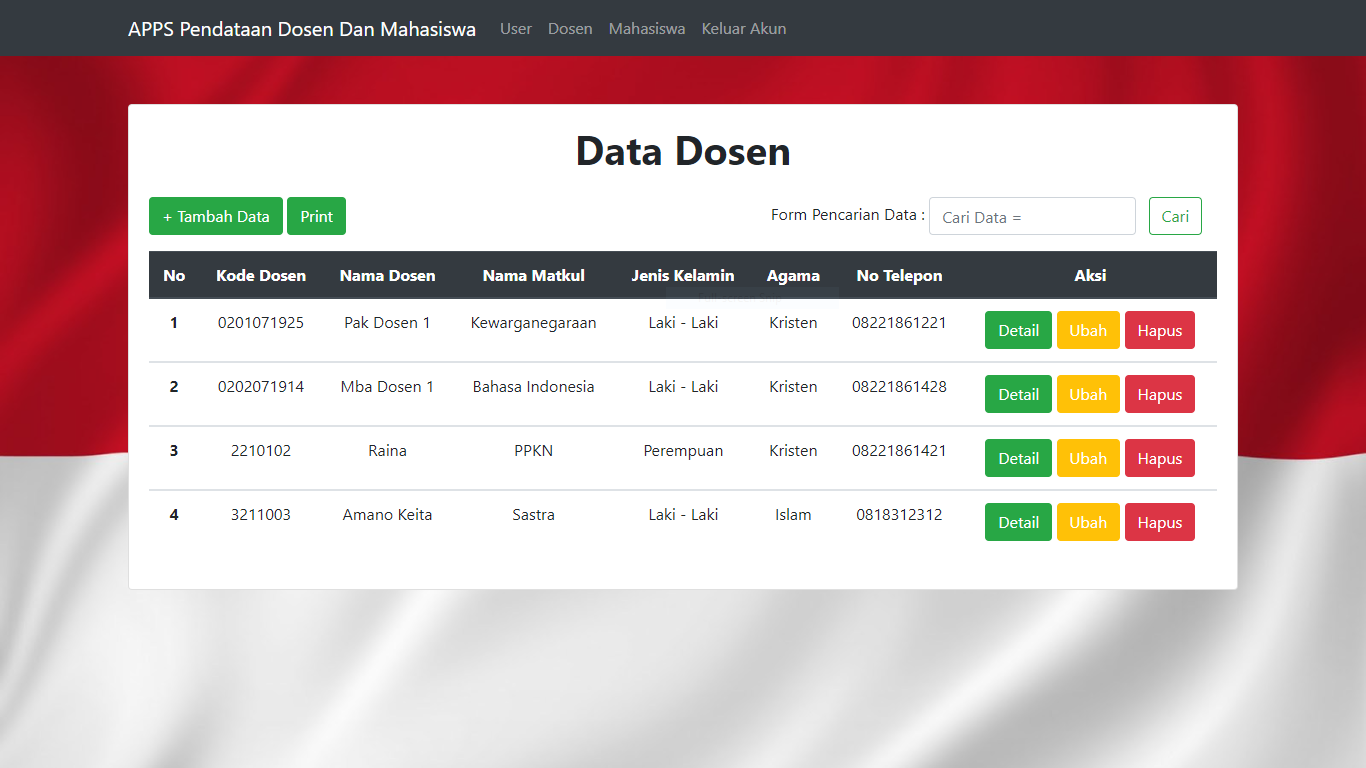 APPS Pendataan Dosen Dan Mahasiswa User Dosen Mahasiswa Keluar Akun
Data Dosen
+ Tambah Data Print Form Pencarian Data : Cari Data = Cari
No Kode Dosen Nama Dosen Nama Matkul Jenis Kelamin Agama No Telepon Aksi
1 0201071925 Pak Dosen 1 Kewarganegaraan Laki - Laki Kristen 08221861221 Detail Ubah Hapus
2 0202071914 Mba Dosen 1 Bahasa Indonesia Laki - Laki Kristen 08221861428 Detail Ubah Hapus
3 2210102 Raina PPKN Perempuan Kristen 08221861421 Detail Ubah Hapus
4 3211003 Amano Keita Sastra Laki - Laki Islam 0818312312 Detail Ubah Hapus